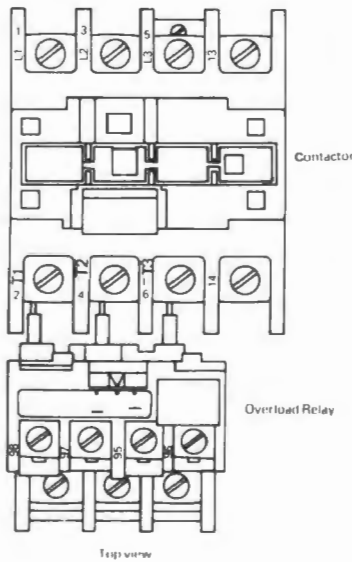 1 L1 3 L2 5 L3 13
Contactor
T1 2 T2 4 T3 6 14
Overload Relay
98 97 95 96
Top view